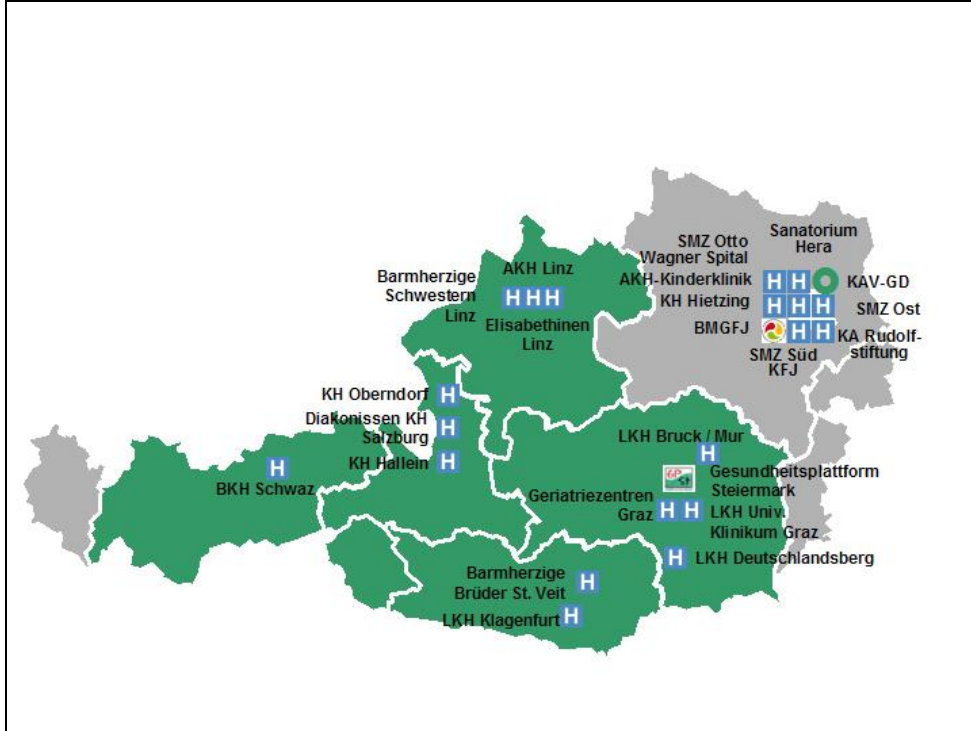 Sanatorium
Hera
SMZ Otto
Wagner Spital
AKH-Kinderklinik
H H
KAV-GD
KH Hietzing
H H H
SMZ Ost
BMGFJ
H H
KA Rudolf-
stiftung
SMZ Süd
KFJ
AKH Linz
Barmherzige
Schwestern
Linz
H H H
Elisabethinen
Linz
KH Oberndorf
H
Diakonissen KH
Salzburg
H
KH Hallein
H
H
BKH Schwaz
LKH Bruck / Mur
H
GP
St
Gesundheitsplattform
Steiermark
Geriatriezentren
Graz
H H
LKH Univ.
Klinikum Graz
H
LKH Deutschlandsberg
Barmherzige
Brüder St. Veit
H
LKH Klagenfurt
H